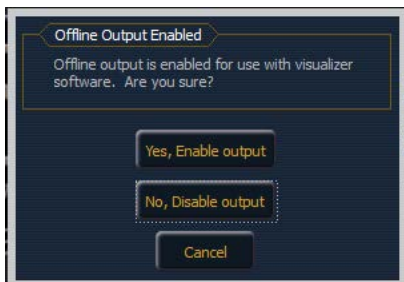 Offline Output Enabled
Offline output is enabled for use with visualizer
software. Are you sure?
Yes, Enable output
No, Disable output
Cancel